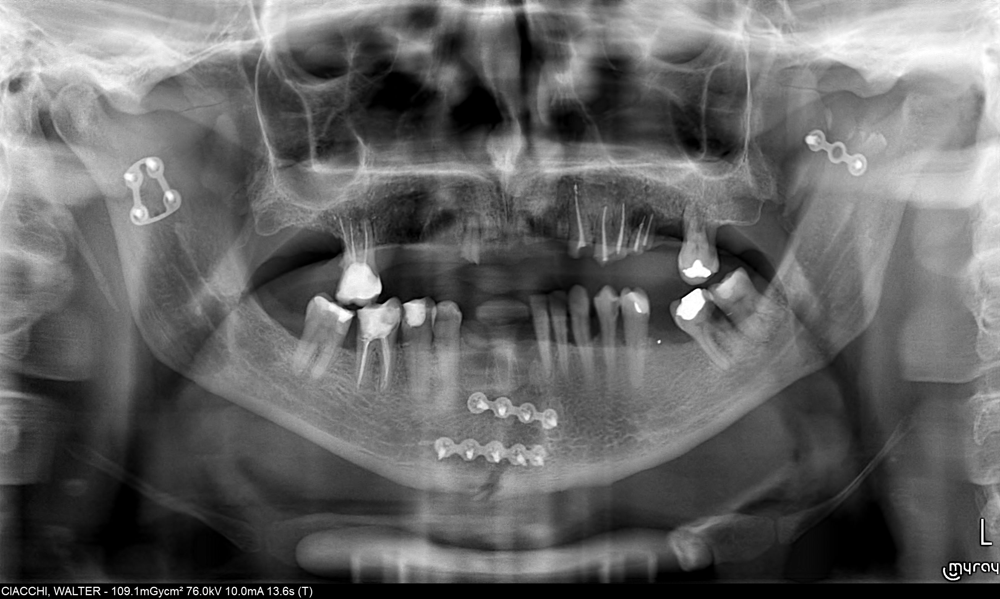 L
myray
CIACCHI, WALTER - 109.1mGycm² 76.0kV 10.0mA 13.6s (T)